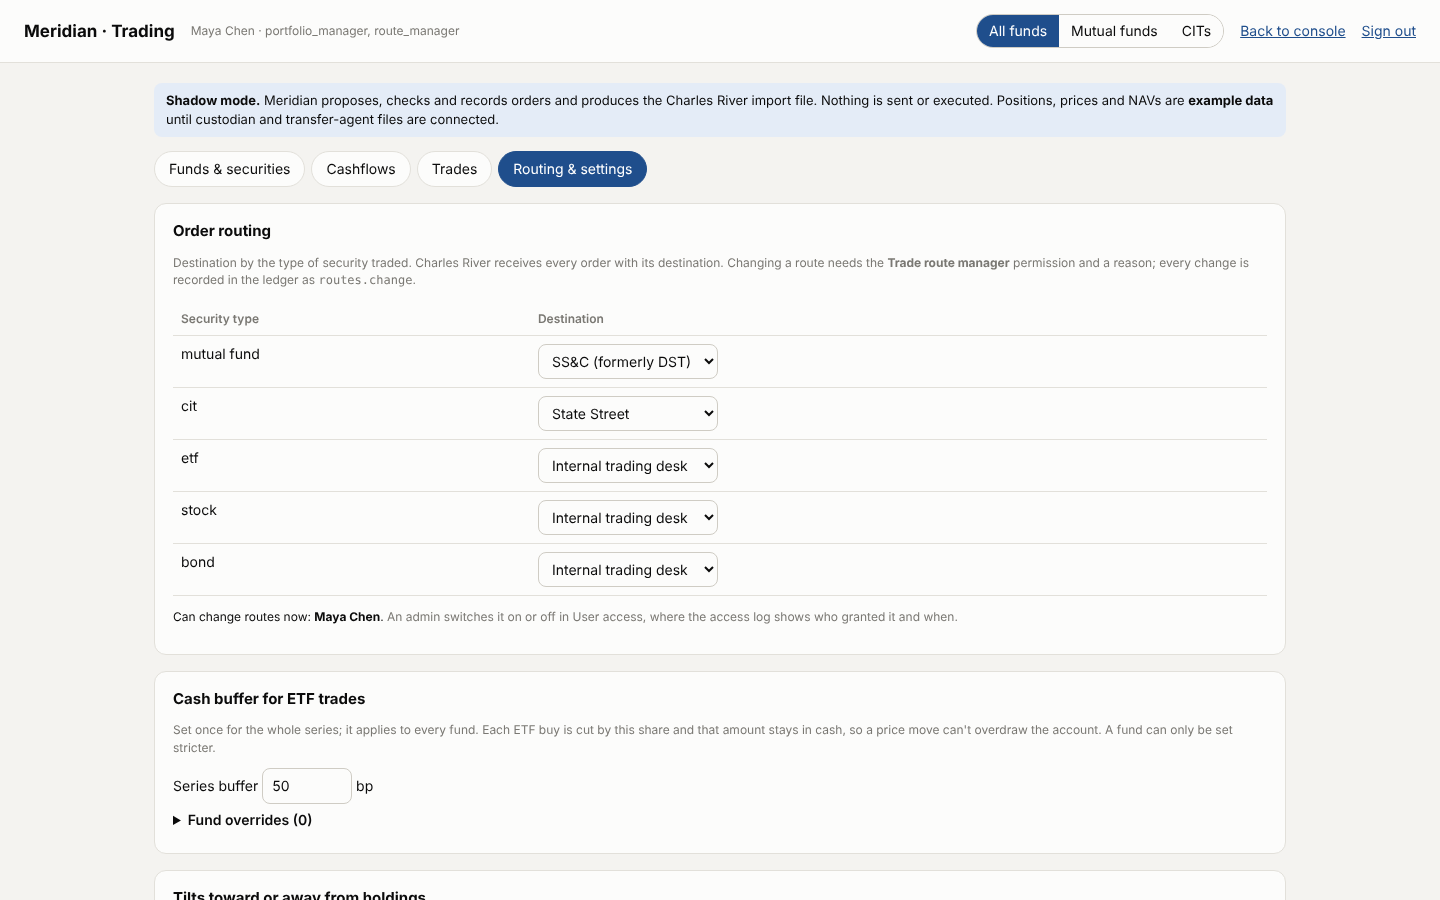 Meridian · Trading
Maya Chen · portfolio_manager, route_manager
All funds
Mutual funds
CITs
Back to console
Sign out
Shadow mode. Meridian proposes, checks and records orders and produces the Charles River import file. Nothing is sent or executed. Positions, prices and NAVs are example data
until custodian and transfer-agent files are connected.
Funds & securities
Cashflows
Trades
Routing & settings
Order routing
Destination by the type of security traded. Charles River receives every order with its destination. Changing a route needs the Trade route manager permission and a reason; every change is
recorded in the ledger as routes.change.
Security type
Destination
mutual fund
SS&C (formerly DST)
cit
State Street
etf
Internal trading desk
stock
Internal trading desk
bond
Internal trading desk
Can change routes now: Maya Chen. An admin switches it on or off in User access, where the access log shows who granted it and when.
Cash buffer for ETF trades
Set once for the whole series; it applies to every fund. Each ETF buy is cut by this share and that amount stays in cash, so a price move can't overdraw the account. A fund can only be set
stricter.
Series buffer 50 bp
Fund overrides (0)
Tilts toward or away from holdings